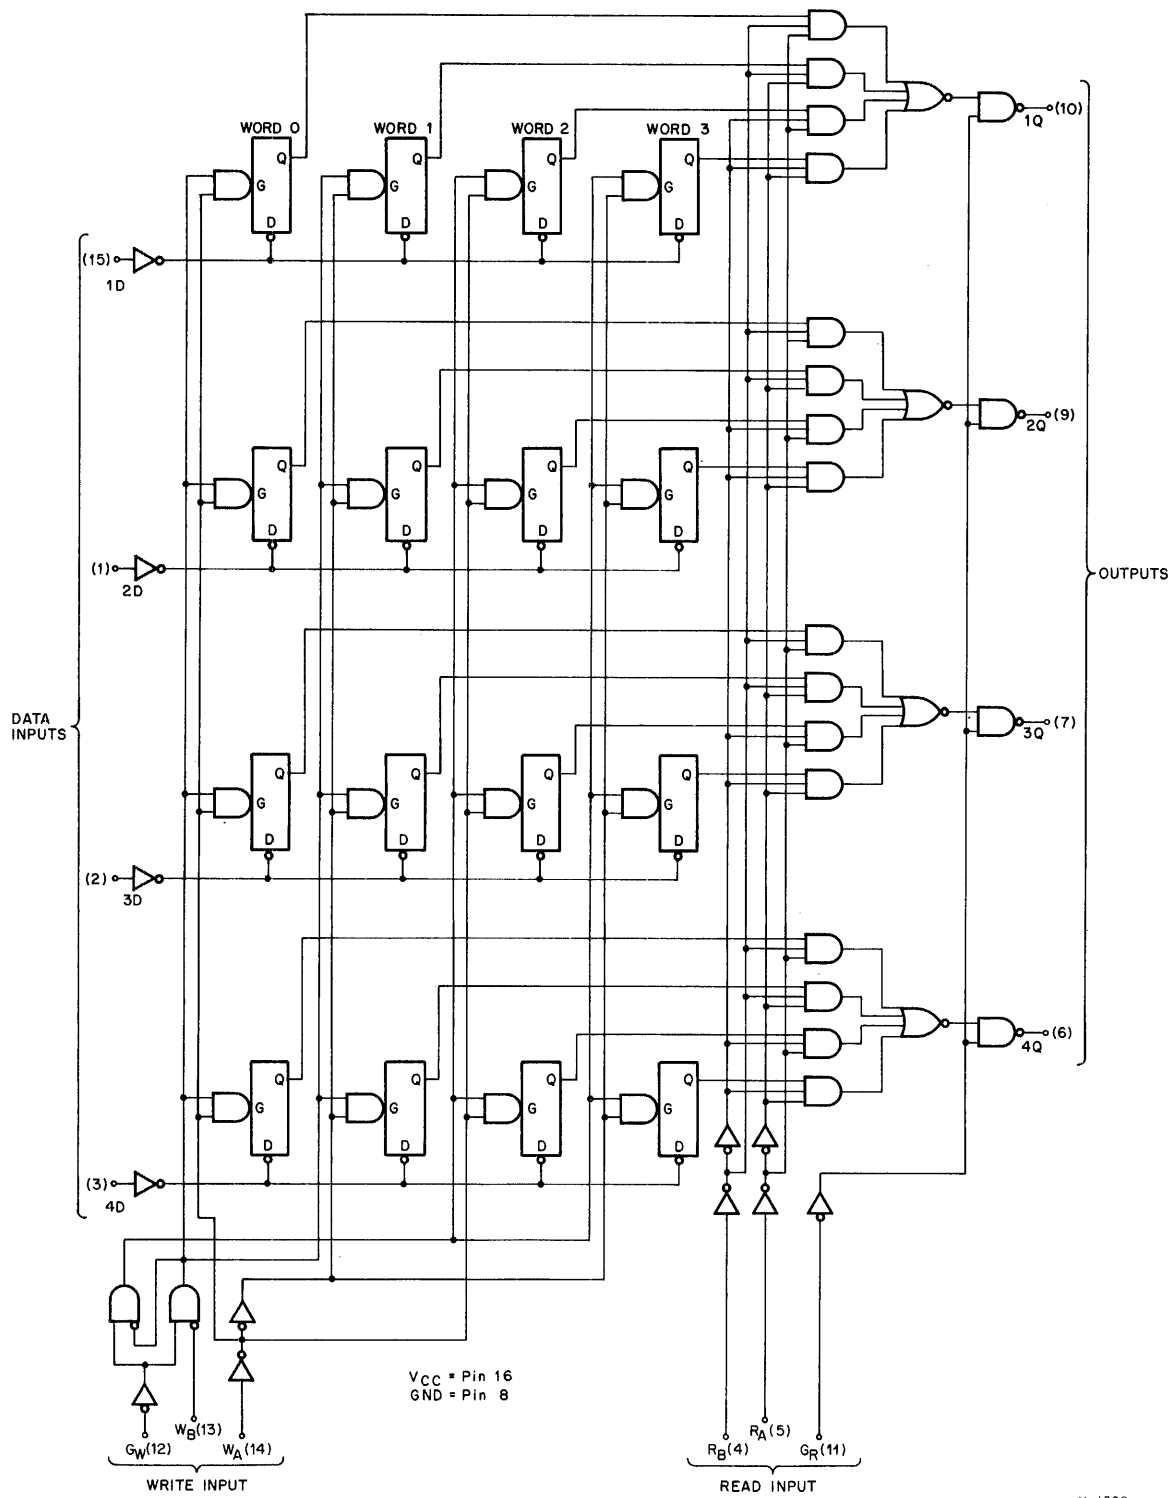 WORD 0 WORD 1 WORD 2 WORD 3
Q Q Q Q
G G G G
D D D D
(15)
1D
1Q
(10)
Q Q Q Q
G G G G
D D D D
(1)
2D
2Q
(9)
OUTPUTS
DATA
INPUTS
Q Q Q Q
G G G G
D D D D
(2)
3D
3Q
(7)
Q Q Q Q
G G G G
D D D D
(3)
4D
4Q
(6)
VCC = Pin 16
GND = Pin 8
GW(12) WB(13) WA(14)
WRITE INPUT
RB(4) RA(5) GR(11)
READ INPUT